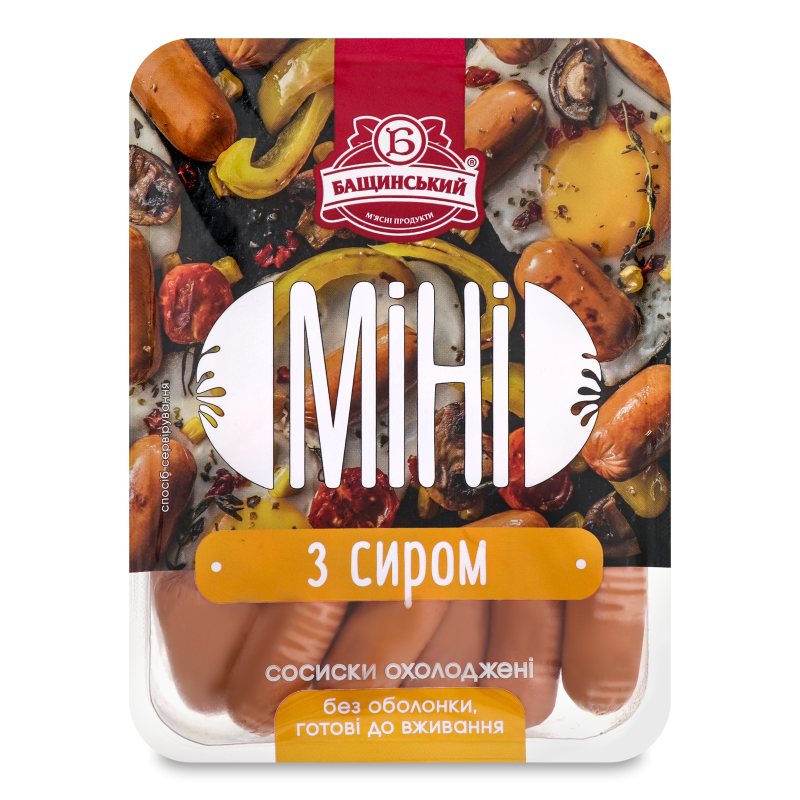 Б
БАЩИНСЬКИЙ®
М'ЯСНІ ПРОДУКТИ
МіНі
спосіб сервірування
з сиром
сосиски охолоджені
без оболонки,
готові до вживання